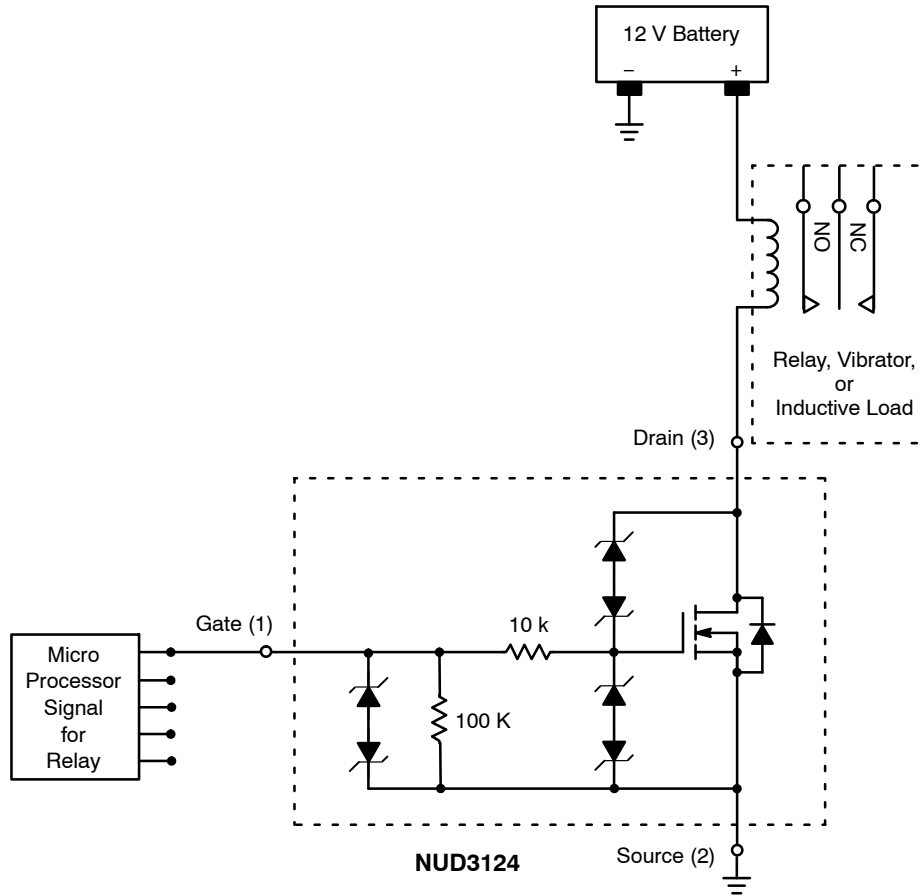 12 V Battery
– +
NO
NC
Relay, Vibrator,
or
Inductive Load
Drain (3)
Gate (1)
10 k
Micro
Processor
Signal
for
Relay
100 K
Source (2)
NUD3124